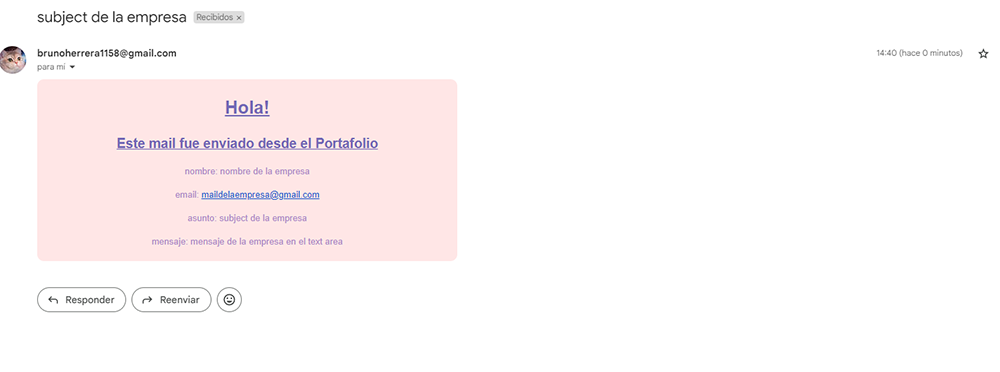 subject de la empresa Recibidos ×
brunoherrera1158@gmail.com 14:40 (hace 0 minutos)
para mí
Hola!
Este mail fue enviado desde el Portafolio
nombre: nombre de la empresa
email: maildelaempresa@gmail.com
asunto: subject de la empresa
mensaje: mensaje de la empresa en el text area
Responder Reenviar